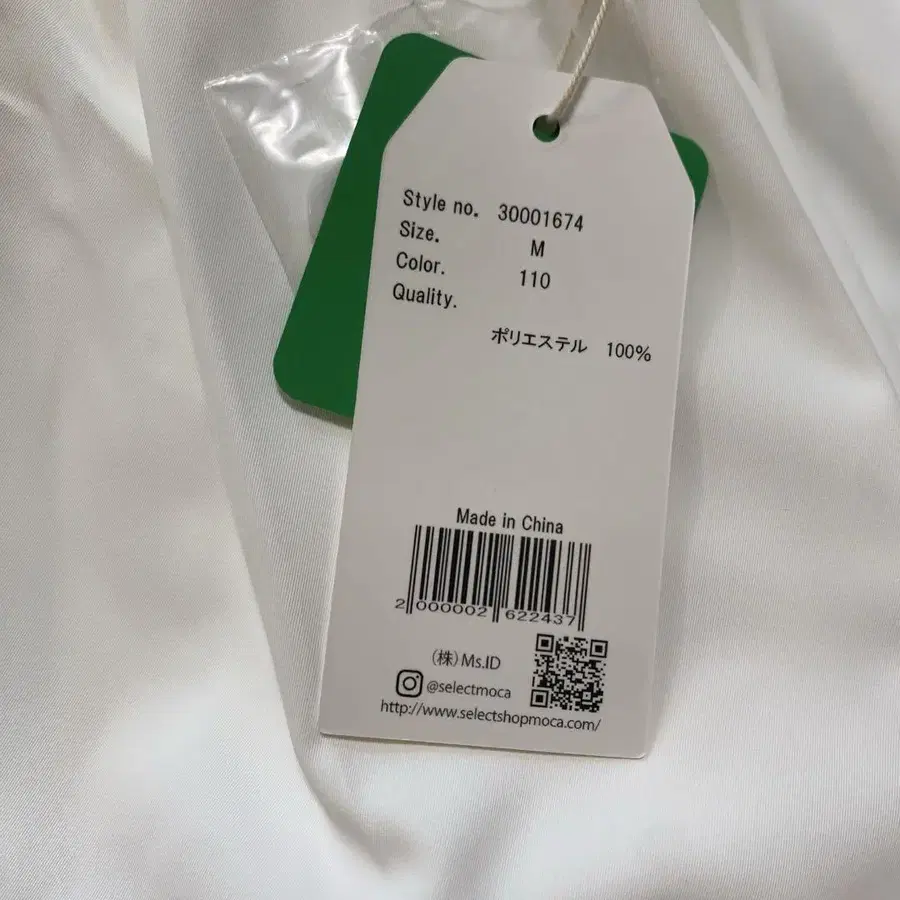 Style no. 30001674
Size. M
Color. 110
Quality.
ポリエステル 100%
Made in China
2 000002 622437
(株)Ms.ID
@selectmoca
http://www.selectshopmoca.com/